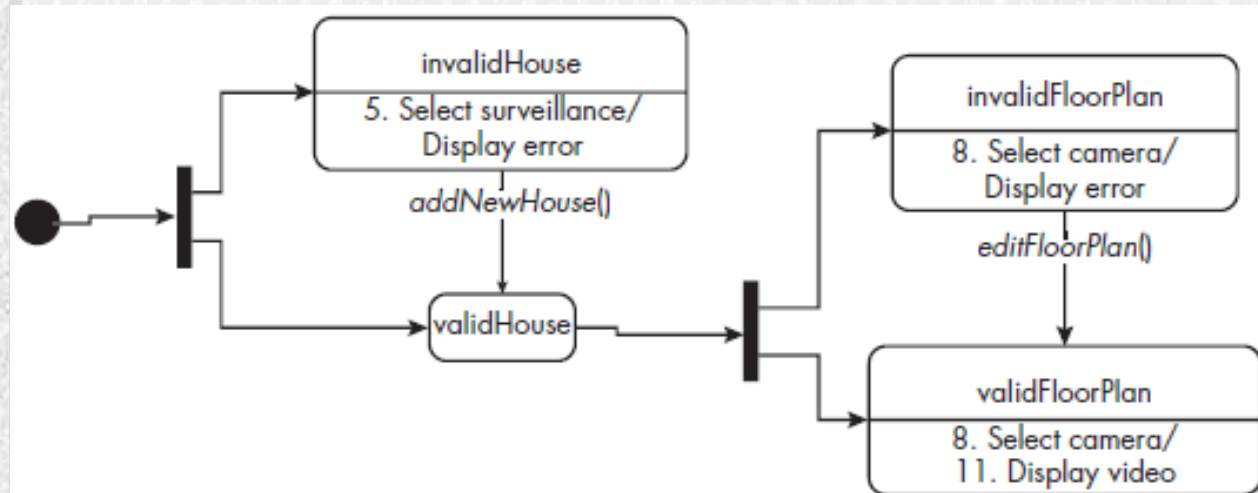 invalidHouse
5. Select surveillance/
Display error
addNewHouse()
validHouse
invalidFloorPlan
8. Select camera/
Display error
editFloorPlan()
validFloorPlan
8. Select camera/
11. Display video